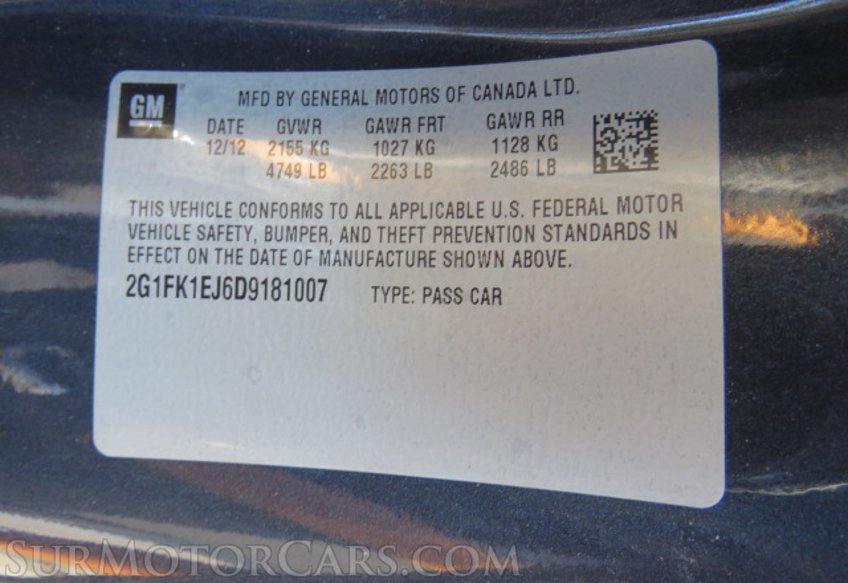 GM
MFD BY GENERAL MOTORS OF CANADA LTD.
DATE GVWR GAWR FRT GAWR RR
12/12 2155 KG 1027 KG 1128 KG
4749 LB 2263 LB 2486 LB
THIS VEHICLE CONFORMS TO ALL APPLICABLE U.S. FEDERAL MOTOR
VEHICLE SAFETY, BUMPER, AND THEFT PREVENTION STANDARDS IN
EFFECT ON THE DATE OF MANUFACTURE SHOWN ABOVE.
2G1FK1EJ6D9181007 TYPE: PASS CAR
SURMOTORCARS.COM